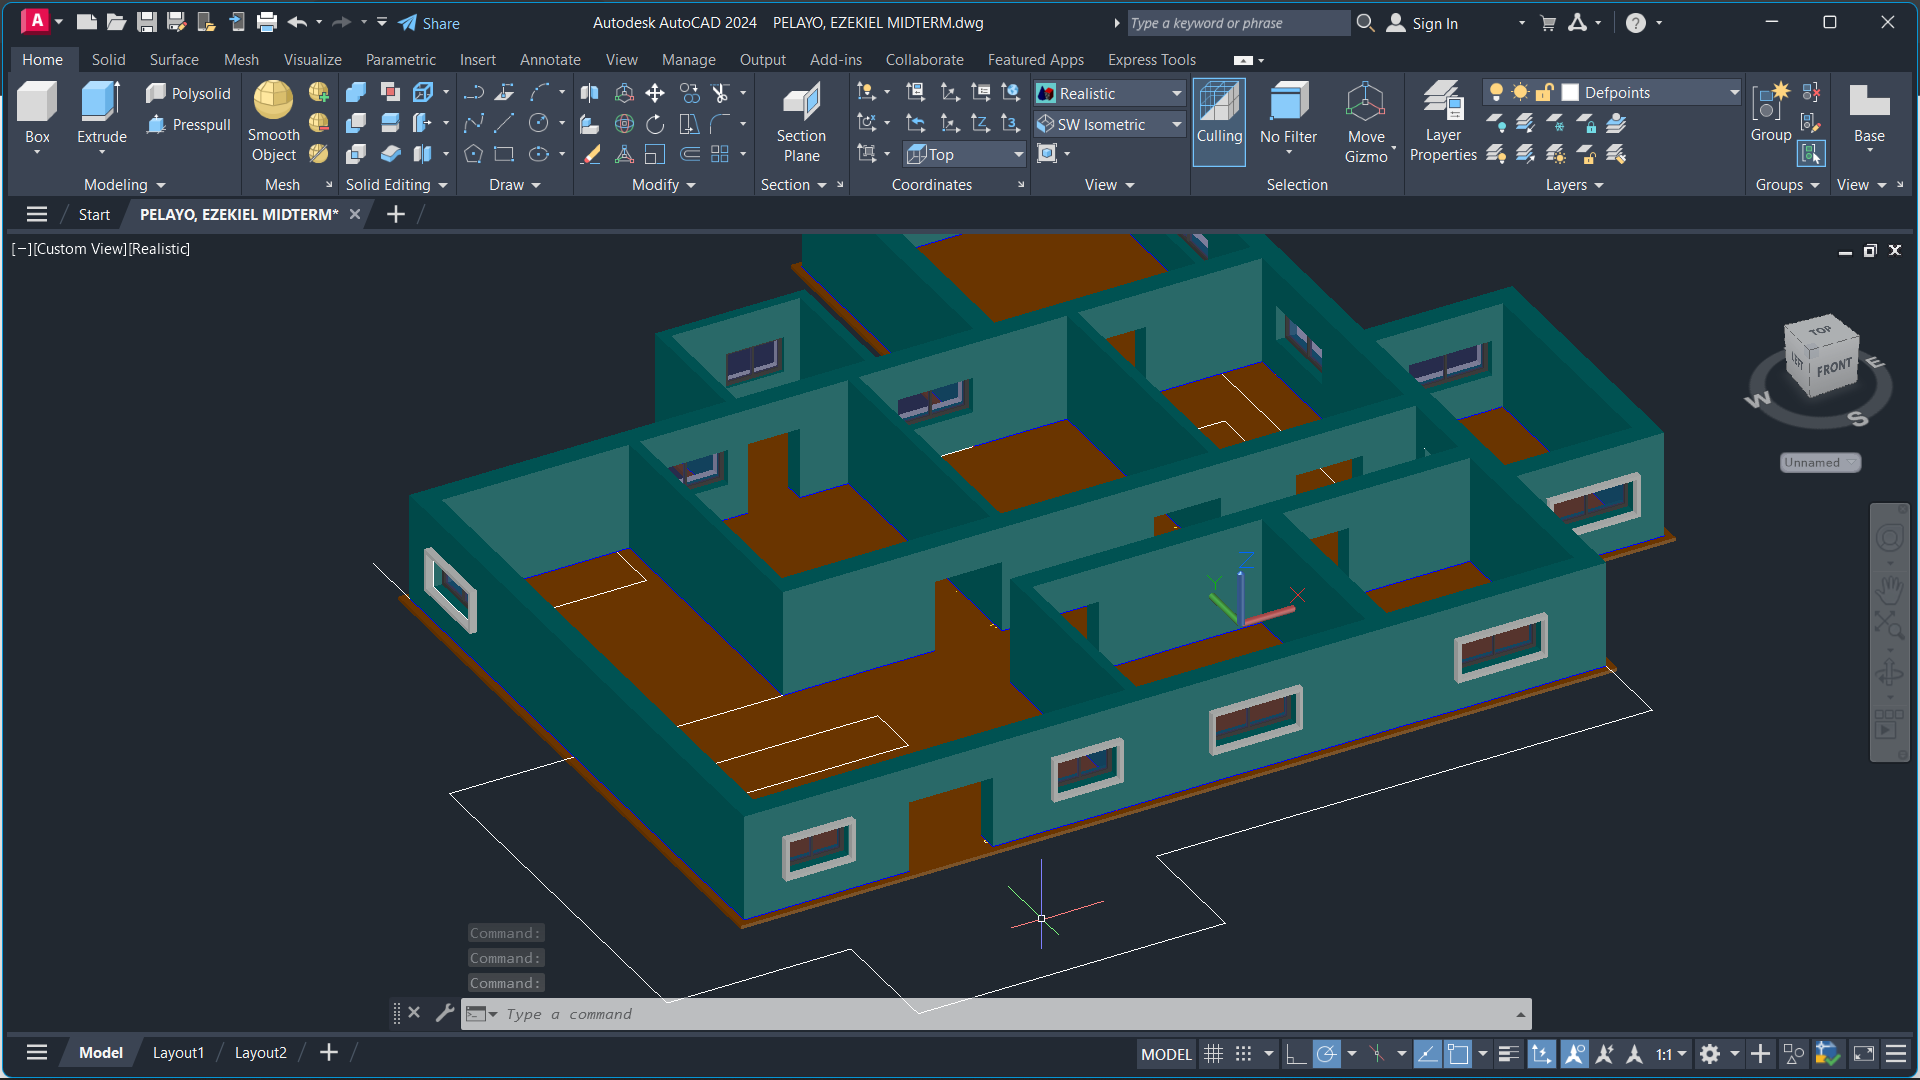 Share
Autodesk AutoCAD 2024 PELAYO, EZEKIEL MIDTERM.dwg
Type a keyword or phrase
Sign In
Home Solid Surface Mesh Visualize Parametric Insert Annotate View Manage Output Add-ins Collaborate Featured Apps Express Tools
Box
Extrude
Polysolid
Presspull
Smooth
Object
Section
Plane
Top
Realistic
SW Isometric
Culling
No Filter
Move
Gizmo
Layer
Properties
Defpoints
Group
Base
Modeling
Mesh
Solid Editing
Draw
Modify
Section
Coordinates
View
Selection
Layers
Groups
View
Start
PELAYO, EZEKIEL MIDTERM*
[−][Custom View][Realistic]
TOP
LEFT
FRONT
W
S
E
Unnamed
Z
Y
X
Command:
Command:
Command:
Type a command
Model
Layout1
Layout2
MODEL
1:1